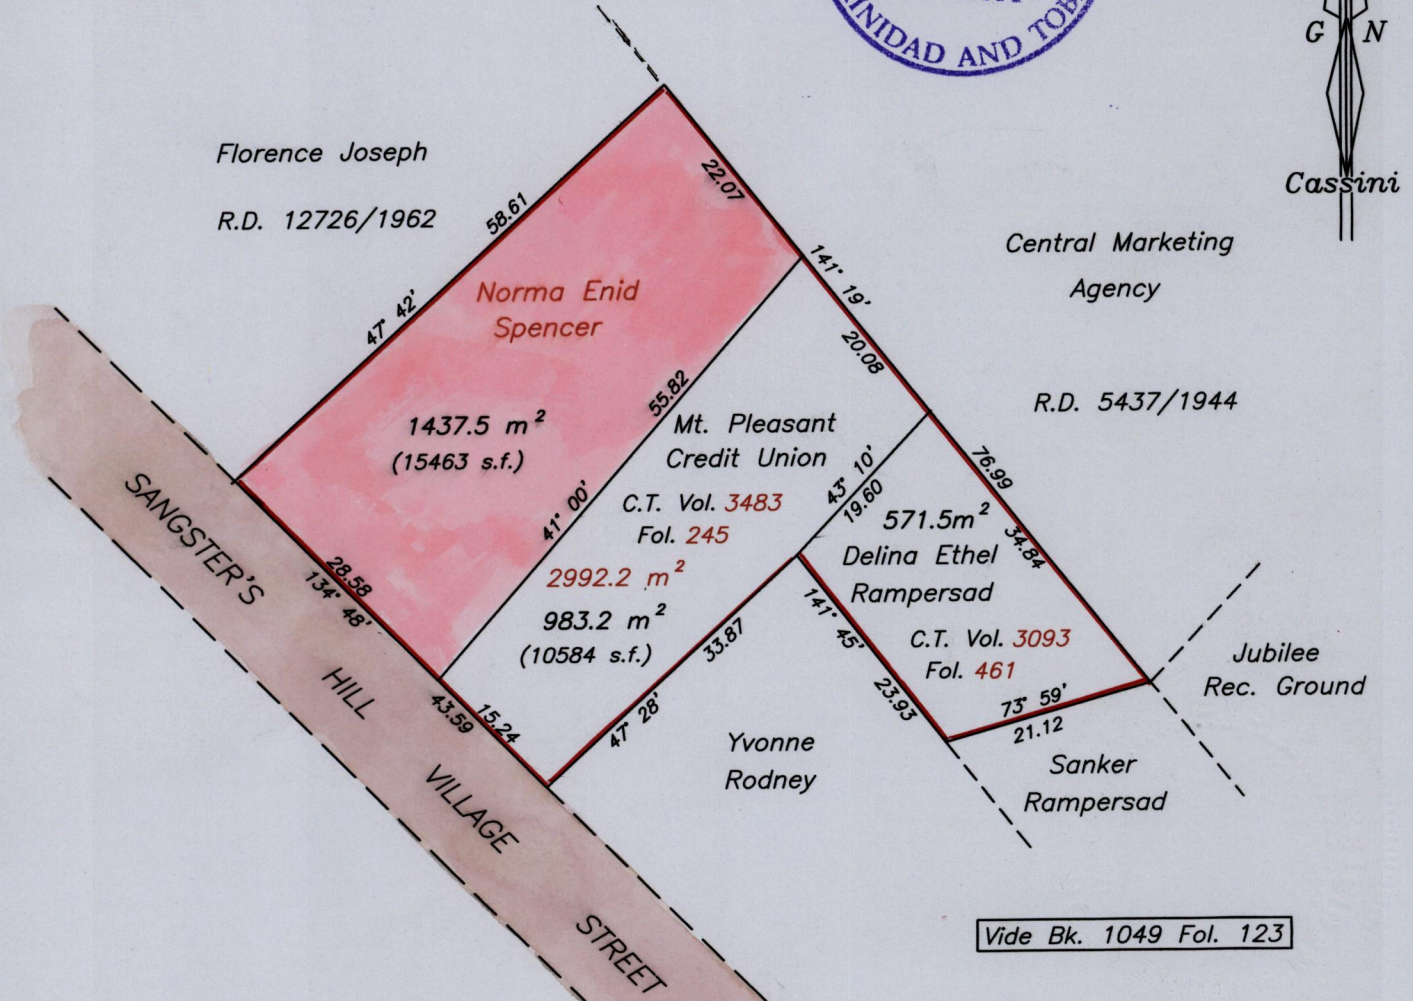 TRINIDAD AND TOB
G N
Cassini
Florence Joseph
R.D. 12726/1962
22.07
58.61
47° 42'
Norma Enid
Spencer
1437.5 m²
(15463 s.f.)
141° 19'
20.08
Central Marketing
Agency
R.D. 5437/1944
76.99
34.84
55.82
41° 00'
Mt. Pleasant
Credit Union
C.T. Vol. 3483
Fol. 245
2992.2 m²
983.2 m²
(10584 s.f.)
43° 10'
19.60
571.5m²
Delina Ethel
Rampersad
C.T. Vol. 3093
Fol. 461
141° 45'
23.93
73° 59'
21.12
28.58
134° 48'
43.59
15.24
33.87
47° 28'
Yvonne
Rodney
Sanker
Rampersad
Jubilee
Rec. Ground
SANGSTER'S
HILL
VILLAGE
STREET
Vide Bk. 1049 Fol. 123